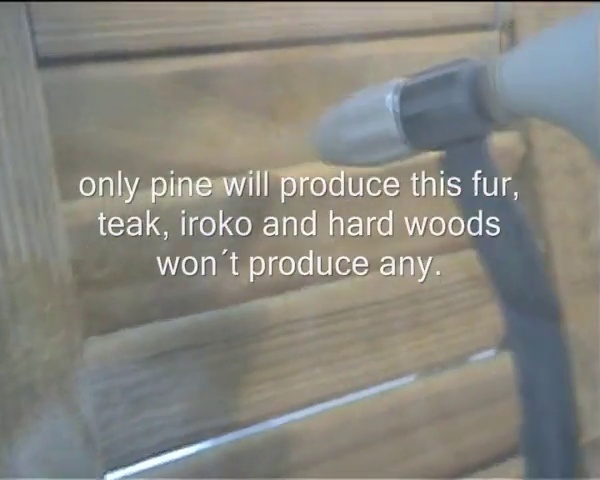 only pine will produce this fur,
teak, iroko and hard woods
won´t produce any.